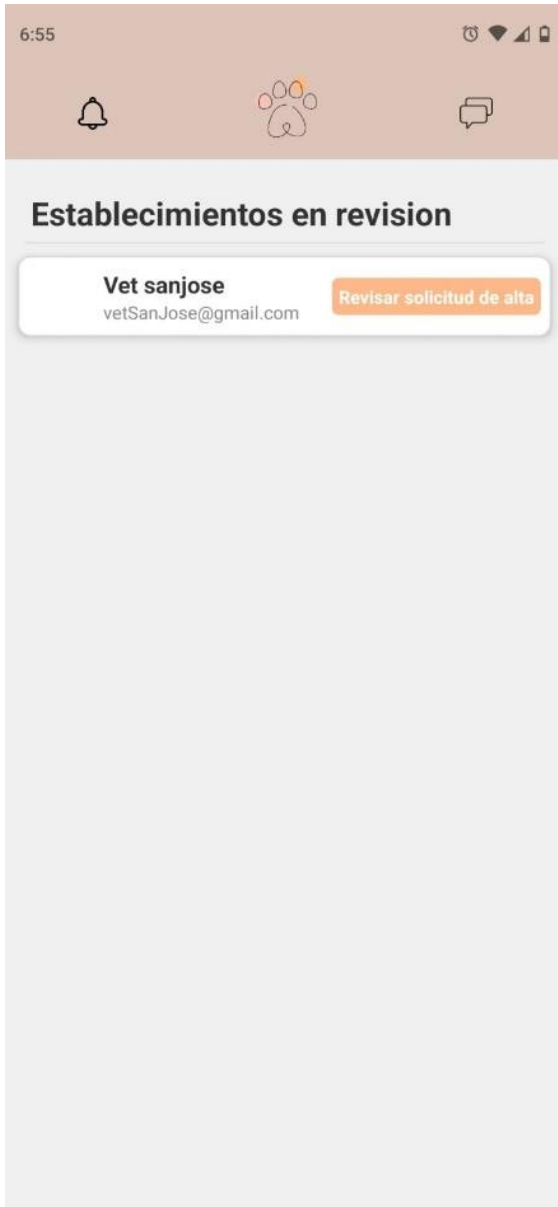 6:55
Establecimientos en revision
Vet sanjose
vetSanJose@gmail.com
Revisar solicitud de alta